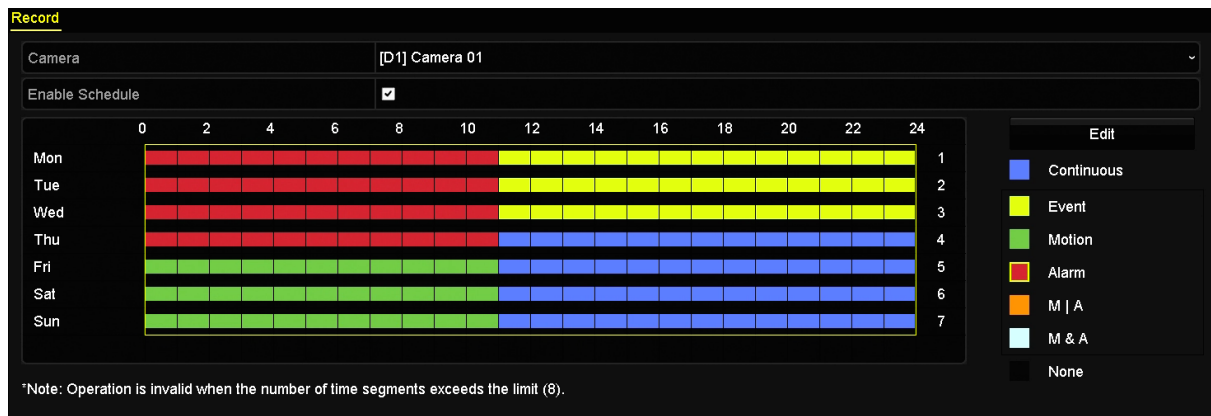 Record
Camera [D1] Camera 01
Enable Schedule
0 2 4 6 8 10 12 14 16 18 20 22 24
Edit
Mon 1
Continuous
Tue 2
Event
Wed 3
Motion
Thu 4
Alarm
Fri 5
M | A
Sat 6
M & A
Sun 7
None
*Note: Operation is invalid when the number of time segments exceeds the limit (8).